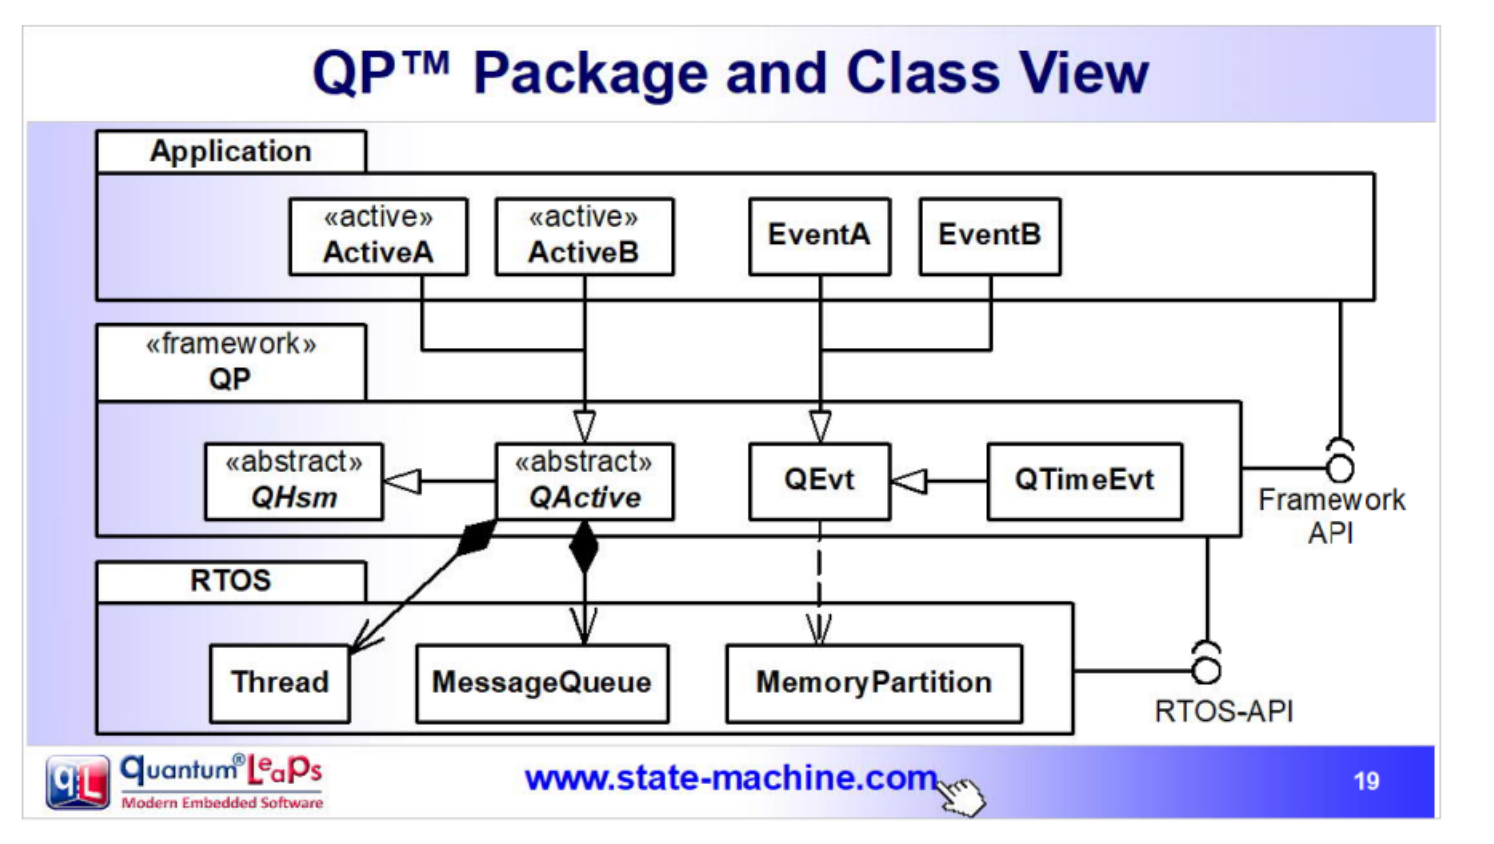 QP™ Package and Class View
Application
«active»
ActiveA
«active»
ActiveB
EventA
EventB
«framework»
QP
«abstract»
QHsm
«abstract»
QActive
QEvt
QTimeEvt
Framework
API
RTOS
Thread
MessageQueue
MemoryPartition
RTOS-API
qL
quantum® LeaPs
Modern Embedded Software
www.state-machine.com
19